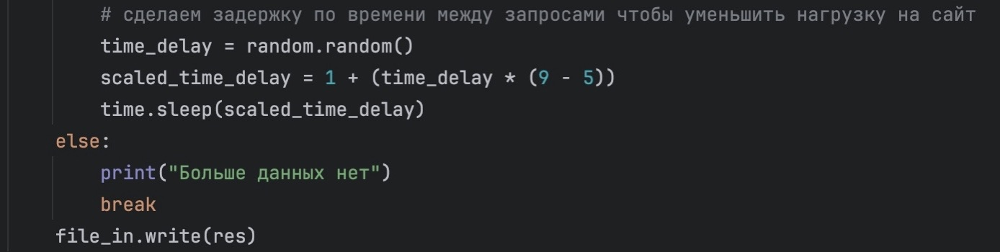 # сделаем задержку по времени между запросами чтобы уменьшить нагрузку на сайт
time_delay = random.random()
scaled_time_delay = 1 + (time_delay * (9 - 5))
time.sleep(scaled_time_delay)
else:
print("Больше данных нет")
break
file_in.write(res)